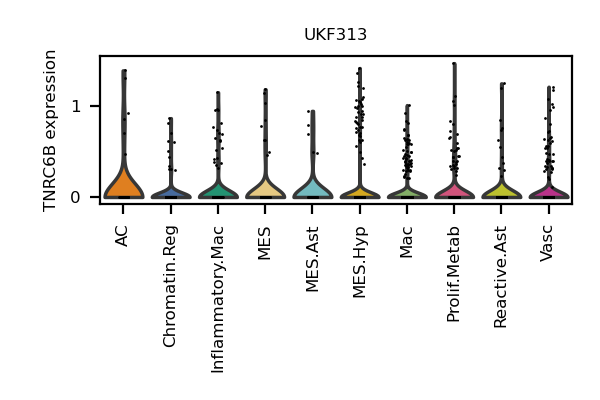 UKF313
TNRC6B expression
1
0
AC
Chromatin.Reg
Inflammatory.Mac
MES
MES.Ast
MES.Hyp
Mac
Prolif.Metab
Reactive.Ast
Vasc